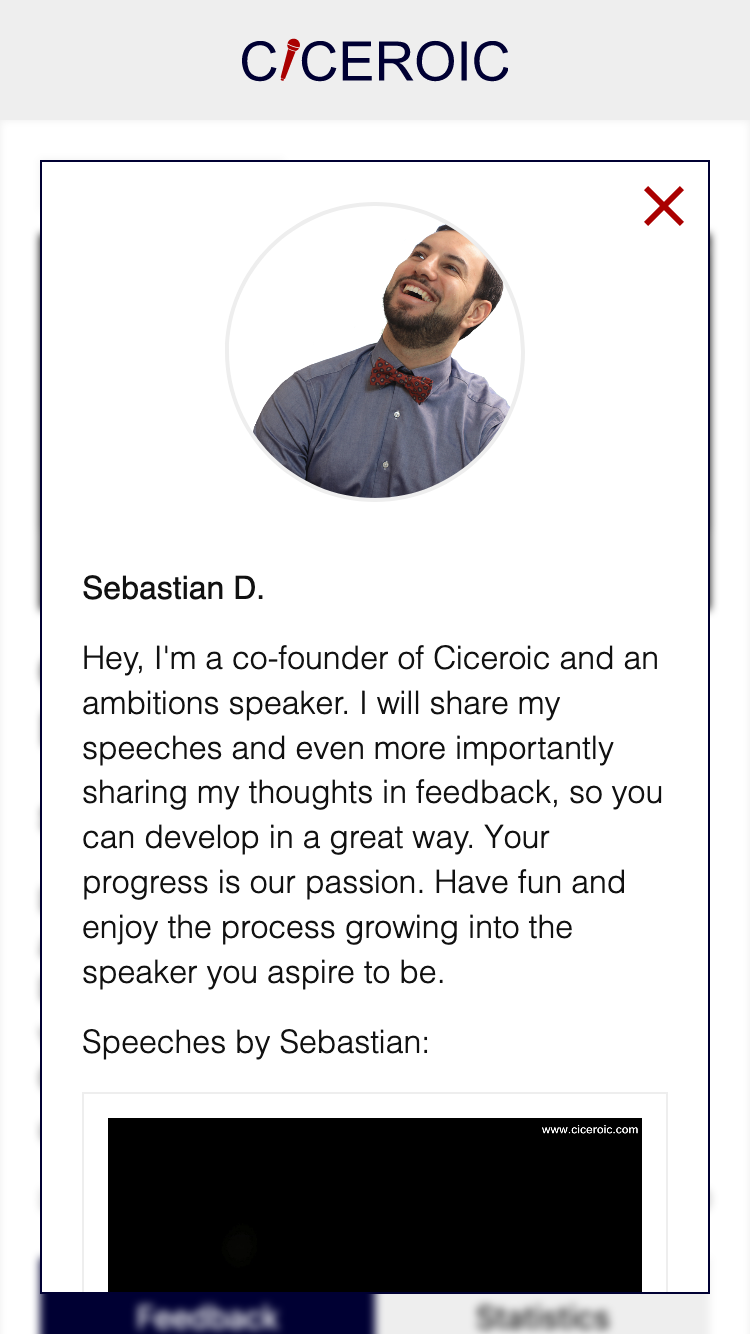 CICEROIC
Sebastian D.
Hey, I'm a co-founder of Ciceroic and an
ambitions speaker. I will share my
speeches and even more importantly
sharing my thoughts in feedback, so you
can develop in a great way. Your
progress is our passion. Have fun and
enjoy the process growing into the
speaker you aspire to be.
Speeches by Sebastian:
www.ciceroic.com
Feedback
Statistics